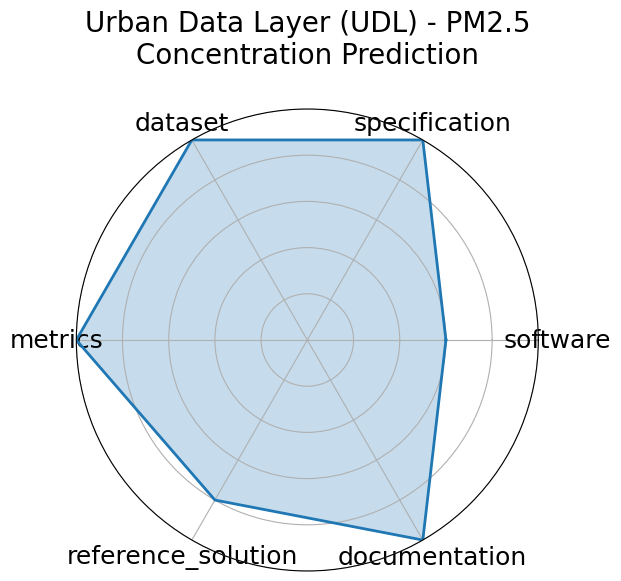 Urban Data Layer (UDL) - PM2.5
Concentration Prediction
dataset
specification
metrics
software
reference_solution
documentation